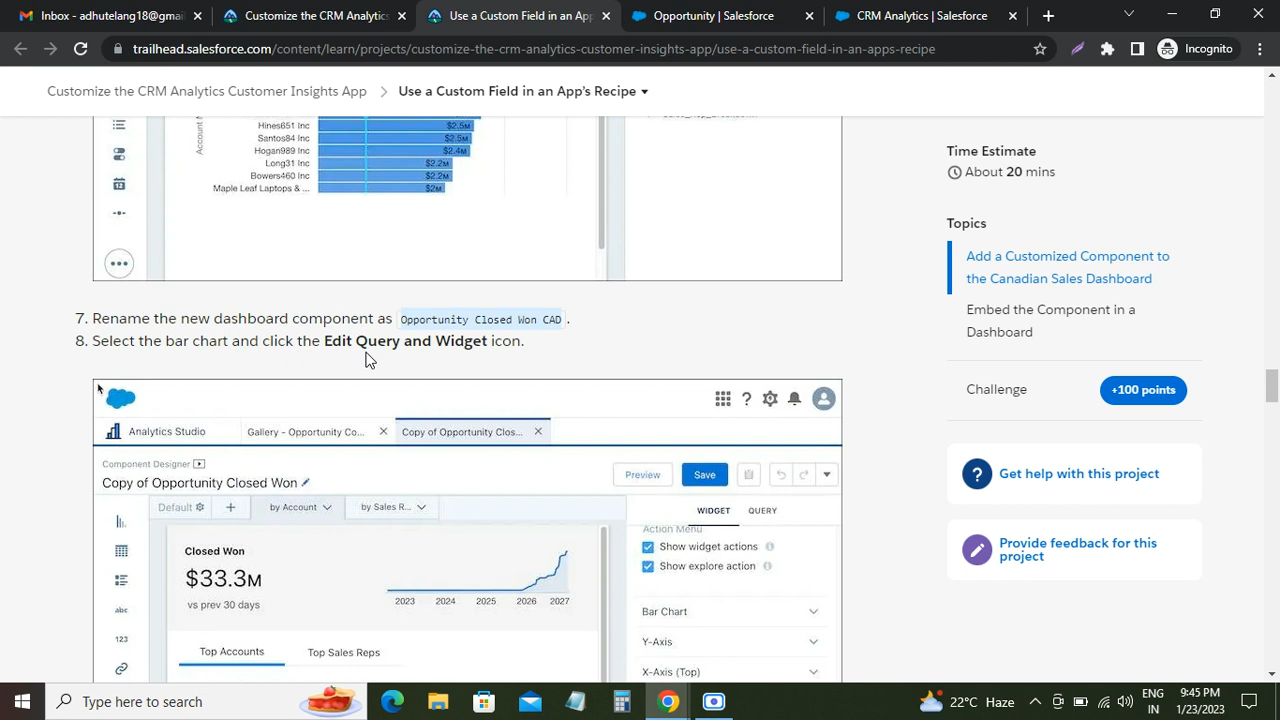 Inbox - adhutelang18@gmai
Customize the CRM Analytics
Use a Custom Field in an App
Opportunity | Salesforce
CRM Analytics | Salesforce
trailhead.salesforce.com/content/learn/projects/customize-the-crm-analytics-customer-insights-app/use-a-custom-field-in-an-apps-recipe
Incognito
Customize the CRM Analytics Customer Insights App
Use a Custom Field in an App's Recipe
Hines651 Inc
$2.5M
Santos84 Inc
$2.5M
Hogan989 Inc
$2.4M
Long31 Inc
$2.2M
Bowers460 Inc
$2.2M
Maple Leaf Laptops & ...
$2M
7. Rename the new dashboard component as Opportunity Closed Won CAD.
8. Select the bar chart and click the Edit Query and Widget icon.
Analytics Studio
Gallery - Opportunity Co...
Copy of Opportunity Clos...
Component Designer
Copy of Opportunity Closed Won
Preview
Save
Default
by Account
by Sales R...
WIDGET
QUERY
Closed Won
$33.3M
vs prev 30 days
2023 2024 2025 2026 2027
Top Accounts
Top Sales Reps
Action Menu
Show widget actions
Show explore action
Bar Chart
Y-Axis
X-Axis (Top)
abc
123
Time Estimate
About 20 mins
Topics
Add a Customized Component to
the Canadian Sales Dashboard
Embed the Component in a
Dashboard
Challenge
+100 points
Get help with this project
Provide feedback for this
project
Type here to search
22°C Haze
ENG
IN
9:45 PM
1/23/2023